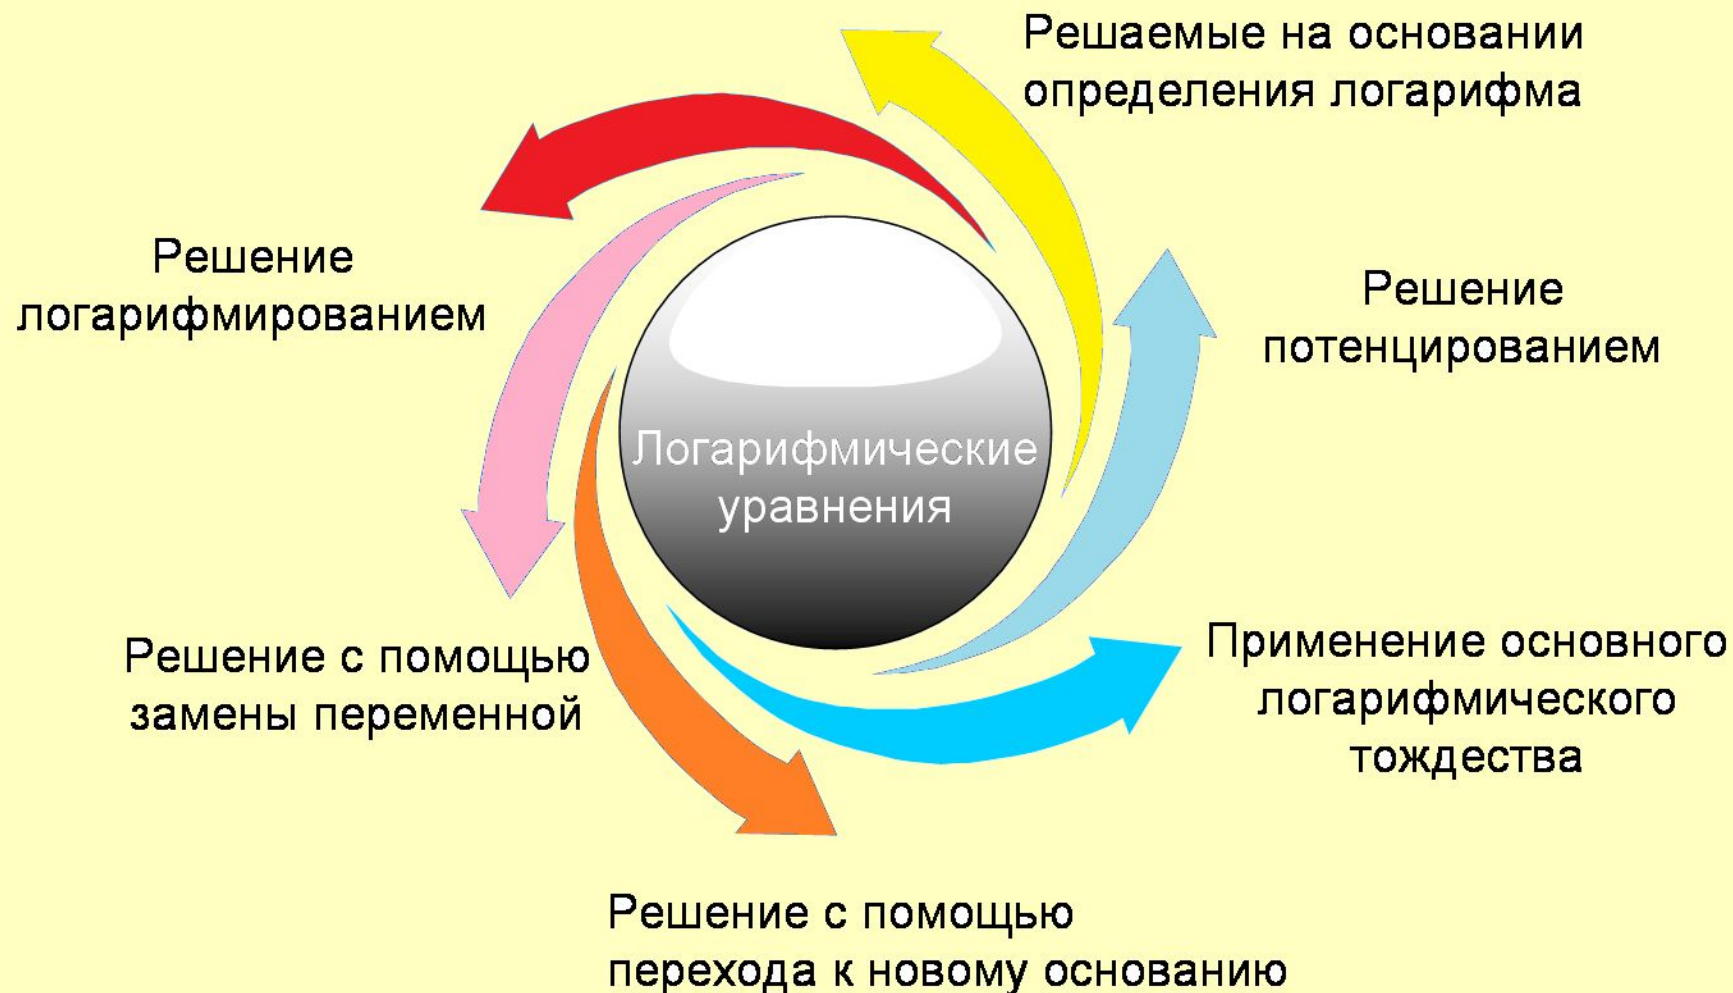 Решаемые на основании
определения логарифма
Решение
логарифмированием
Решение
потенцированием
Логарифмические
уравнения
Решение с помощью
замены переменной
Применение основного
логарифмического
тождества
Решение с помощью
перехода к новому основанию